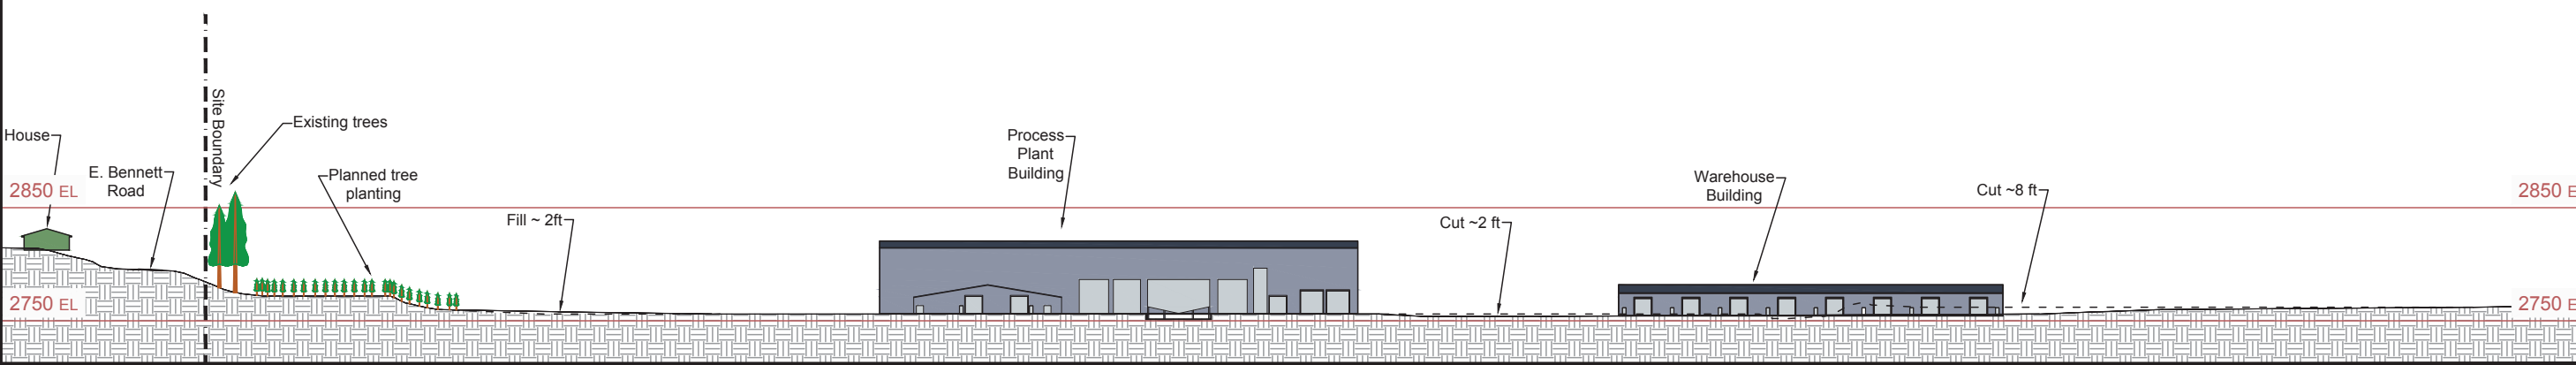 Site Boundary
Existing trees
House
E. Bennett
Road
Planned tree
planting
Process
Plant
Building
Warehouse
Building
Cut ~8 ft
2850 EL
2850 E
Fill ~ 2ft
Cut ~2 ft
2750 EL
2750 E